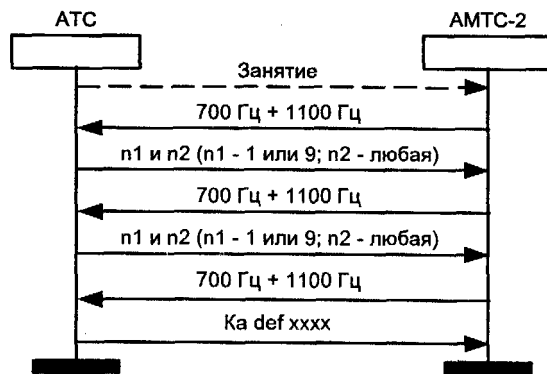 АТС
АМТС-2
Занятие
700 Гц + 1100 Гц
n1 и n2 (n1 - 1 или 9; n2 - любая)
700 Гц + 1100 Гц
n1 и n2 (n1 - 1 или 9; n2 - любая)
700 Гц + 1100 Гц
Ка def xxxx